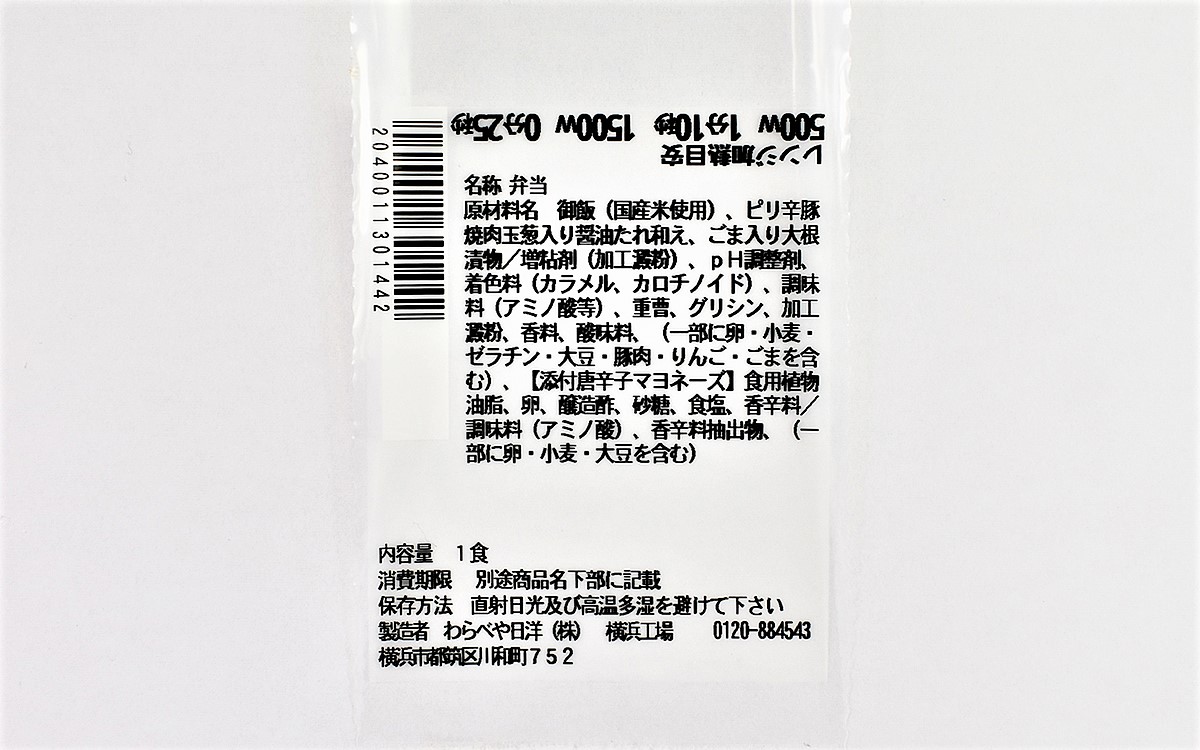 レンジ加熱目安
500W 1分10秒 1500W 0分25秒
2040011301442
名称 弁当
原材料名 御飯（国産米使用）、ピリ辛豚
焼肉玉葱入り醤油たれ和え、ごま入り大根
漬物／増粘剤（加工澱粉）、ｐＨ調整剤、
着色料（カラメル、カロチノイド）、調味
料（アミノ酸等）、重曹、グリシン、加工
澱粉、香料、酸味料、（一部に卵・小麦・
ゼラチン・大豆・豚肉・りんご・ごまを含
む）、【添付唐辛子マヨネーズ】食用植物
油脂、卵、醸造酢、砂糖、食塩、香辛料／
調味料（アミノ酸）、香辛料抽出物、（一
部に卵・小麦・大豆を含む）
内容量 １食
消費期限 別途商品名下部に記載
保存方法 直射日光及び高温多湿を避けて下さい
製造者 わらべや日洋（株） 横浜工場 0120-884543
横浜市都筑区川和町７５２